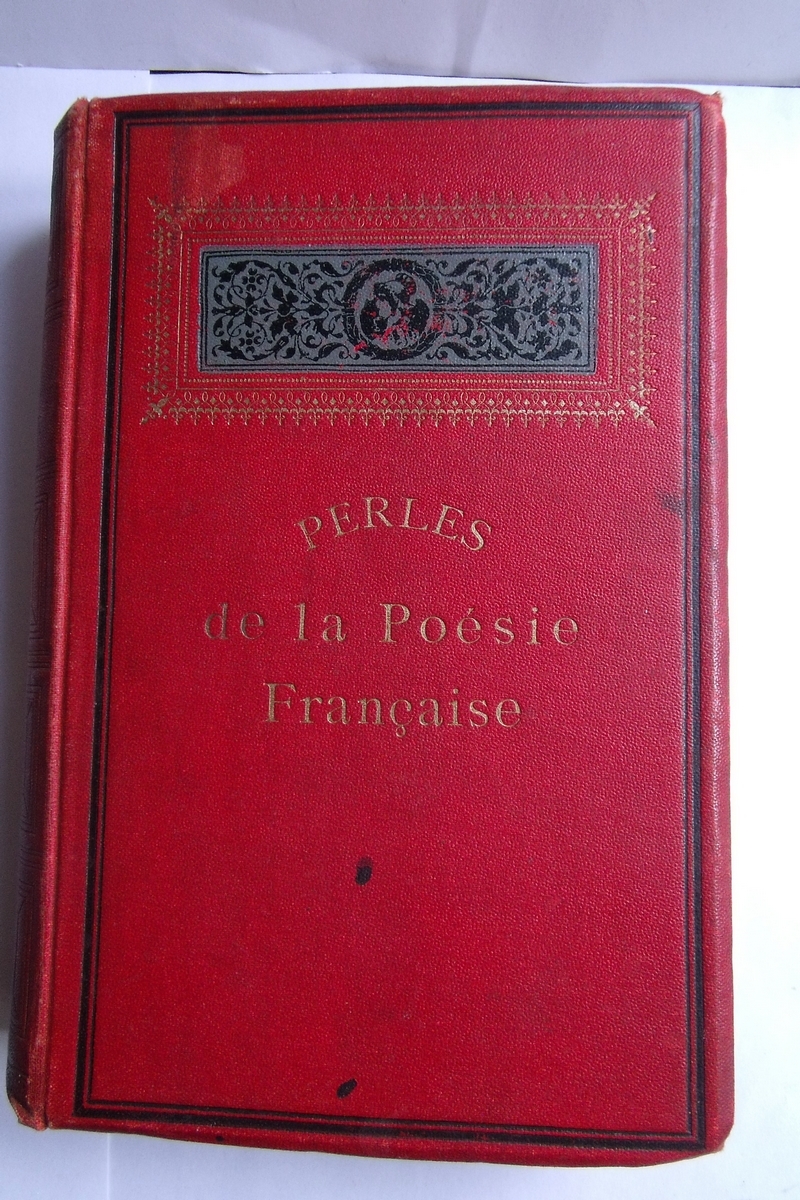 PERLES
de la Poésie
Française